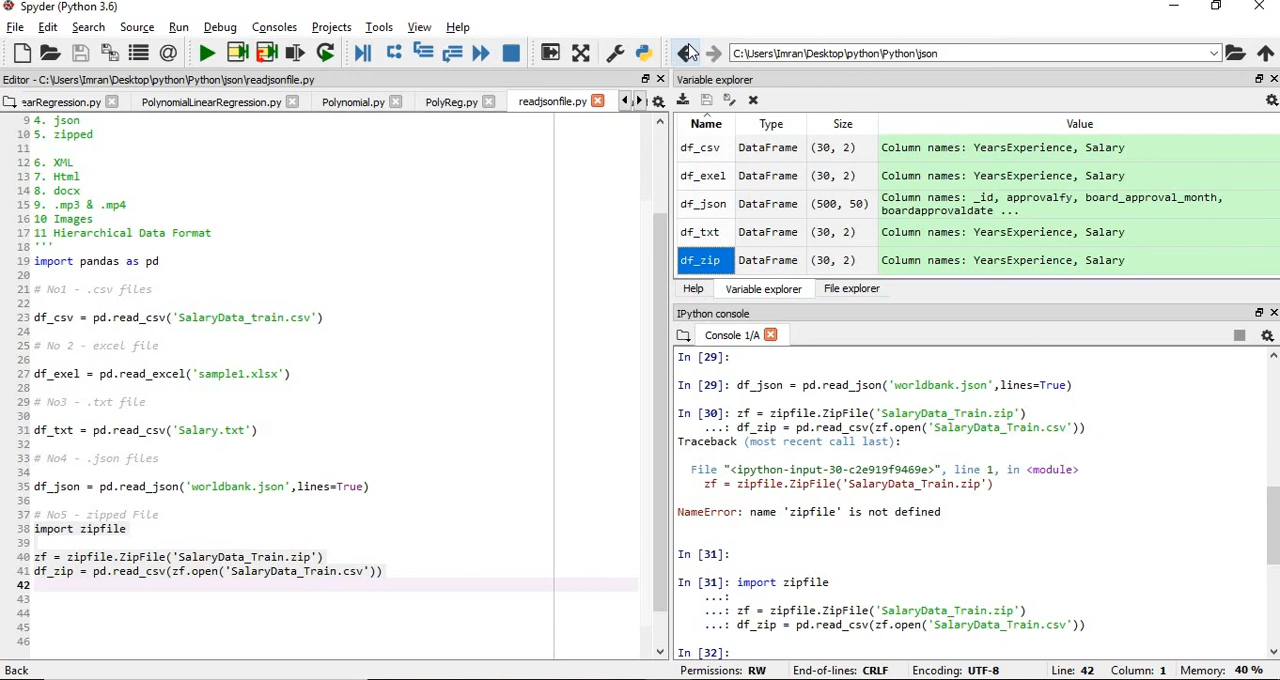 Spyder (Python 3.6)
File Edit Search Source Run Debug Consoles Projects Tools View Help
C:\Users\Imran\Desktop\python\Python\json
Editor - C:\Users\Imran\Desktop\python\Python\json\readjsonfile.py
earRegression.py PolynomialLinearRegression.py Polynomial.py PolyReg.py readjsonfile.py
9 4. json
10 5. zipped
11
12 6. XML
13 7. Html
14 8. docx
15 9. .mp3 & .mp4
16 10 Images
17 11 Hierarchical Data Format
18 '''
19 import pandas as pd
20
21 # No1 - .csv files
22
23 df_csv = pd.read_csv('SalaryData_train.csv')
24
25 # No 2 - excel file
26
27 df_exel = pd.read_excel('sample1.xlsx')
28
29 # No3 - .txt file
30
31 df_txt = pd.read_csv('Salary.txt')
32
33 # No4 - .json files
34
35 df_json = pd.read_json('worldbank.json',lines=True)
36
37 # No5 - zipped File
38 import zipfile
39
40 zf = zipfile.ZipFile('SalaryData_Train.zip')
41 df_zip = pd.read_csv(zf.open('SalaryData_Train.csv'))
42
43
44
45
46
Variable explorer
Name Type Size Value
df_csv DataFrame (30, 2) Column names: YearsExperience, Salary
df_exel DataFrame (30, 2) Column names: YearsExperience, Salary
df_json DataFrame (500, 50) Column names: _id, approvalfy, board_approval_month,
boardapprovaldate ...
df_txt DataFrame (30, 2) Column names: YearsExperience, Salary
df_zip DataFrame (30, 2) Column names: YearsExperience, Salary
Help Variable explorer File explorer
IPython console
Console 1/A
In [29]:
In [29]: df_json = pd.read_json('worldbank.json',lines=True)
In [30]: zf = zipfile.ZipFile('SalaryData_Train.zip')
...: df_zip = pd.read_csv(zf.open('SalaryData_Train.csv'))
Traceback (most recent call last):
File "<ipython-input-30-c2e919f9469e>", line 1, in <module>
zf = zipfile.ZipFile('SalaryData_Train.zip')
NameError: name 'zipfile' is not defined
In [31]:
In [31]: import zipfile
...:
...: zf = zipfile.ZipFile('SalaryData_Train.zip')
...: df_zip = pd.read_csv(zf.open('SalaryData_Train.csv'))
In [32]:
Back Permissions: RW End-of-lines: CRLF Encoding: UTF-8 Line: 42 Column: 1 Memory: 40 %